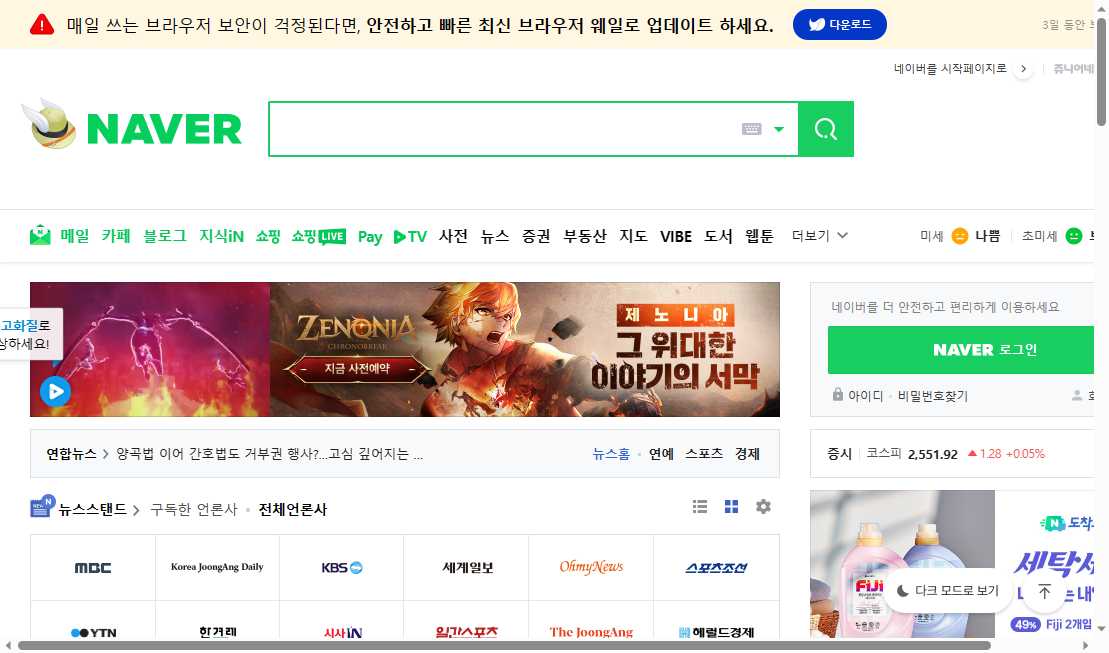 매일 쓰는 브라우저 보안이 걱정된다면, 안전하고 빠른 최신 브라우저 웨일로 업데이트 하세요.
다운로드
3일 동안
네이버를 시작페이지로
쥬니어네
NAVER
메일 카페 블로그 지식iN 쇼핑 쇼핑LIVE Pay TV 사전 뉴스 증권 부동산 지도 VIBE 도서 웹툰 더보기
미세 나쁨 초미세
고화질로
상하세요!
ZENONIA
CHRONOBREAK
지금 사전예약
제노니아
그 위대한
이야기의 서막
네이버를 더 안전하고 편리하게 이용하세요
NAVER 로그인
아이디 · 비밀번호찾기
연합뉴스 > 양곡법 이어 간호법도 거부권 행사?...고심 깊어지는 ...
뉴스홈 · 연예 스포츠 경제
증시 코스피 2,551.92 ▲ 1.28 +0.05%
NEW N 뉴스스탠드 > 구독한 언론사 · 전체언론사
MBC Korea JoongAng Daily KBS 세계일보 OhmyNews 스포츠조선
YTN 한겨레 시사IN 일간스포츠 The JoongAng 헤럴드경제
N 도착
세탁세
다크 모드로 보기
49% Fiji 2개입